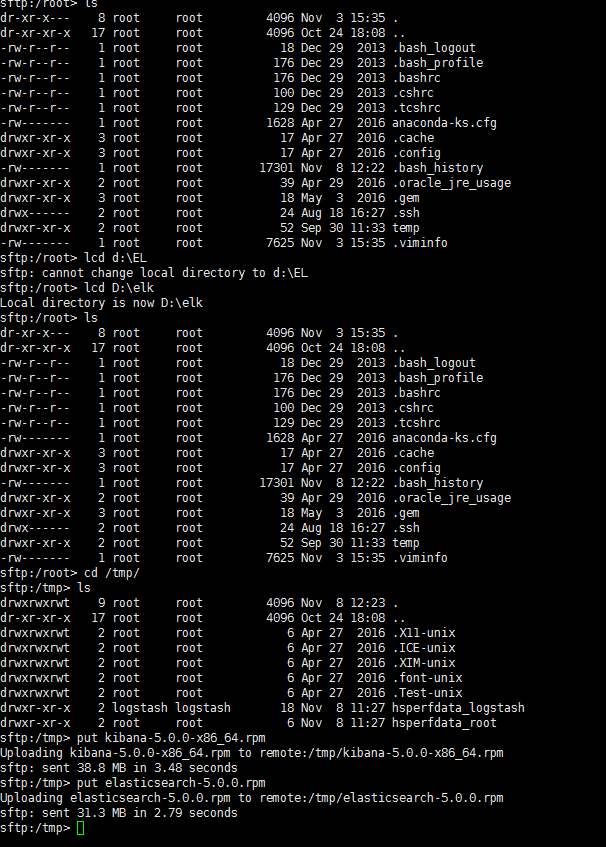 sftp:/root> ls
dr-xr-x---    8 root     root         4096 Nov  3 15:35 .
dr-xr-xr-x   17 root     root         4096 Oct 24 18:08 ..
-rw-r--r--    1 root     root           18 Dec 29  2013 .bash_logout
-rw-r--r--    1 root     root          176 Dec 29  2013 .bash_profile
-rw-r--r--    1 root     root          176 Dec 29  2013 .bashrc
-rw-r--r--    1 root     root          100 Dec 29  2013 .cshrc
-rw-r--r--    1 root     root          129 Dec 29  2013 .tcshrc
-rw-------    1 root     root         1628 Apr 27  2016 anaconda-ks.cfg
drwxr-xr-x    3 root     root           17 Apr 27  2016 .cache
drwxr-xr-x    3 root     root           17 Apr 27  2016 .config
-rw-------    1 root     root        17301 Nov  8 12:22 .bash_history
drwxr-xr-x    2 root     root           39 Apr 29  2016 .oracle_jre_usage
drwxr-xr-x    3 root     root           18 May  3  2016 .gem
drwx------    2 root     root           24 Aug 18 16:27 .ssh
drwxr-xr-x    2 root     root           52 Sep 30 11:33 temp
-rw-------    1 root     root         7625 Nov  3 15:35 .viminfo
sftp:/root> lcd d:\EL
sftp: cannot change local directory to d:\EL
sftp:/root> lcd D:\elk
Local directory is now D:\elk
sftp:/root> ls
dr-xr-x---    8 root     root         4096 Nov  3 15:35 .
dr-xr-xr-x   17 root     root         4096 Oct 24 18:08 ..
-rw-r--r--    1 root     root           18 Dec 29  2013 .bash_logout
-rw-r--r--    1 root     root          176 Dec 29  2013 .bash_profile
-rw-r--r--    1 root     root          176 Dec 29  2013 .bashrc
-rw-r--r--    1 root     root          100 Dec 29  2013 .cshrc
-rw-r--r--    1 root     root          129 Dec 29  2013 .tcshrc
-rw-------    1 root     root         1628 Apr 27  2016 anaconda-ks.cfg
drwxr-xr-x    3 root     root           17 Apr 27  2016 .cache
drwxr-xr-x    3 root     root           17 Apr 27  2016 .config
-rw-------    1 root     root        17301 Nov  8 12:22 .bash_history
drwxr-xr-x    2 root     root           39 Apr 29  2016 .oracle_jre_usage
drwxr-xr-x    3 root     root           18 May  3  2016 .gem
drwx------    2 root     root           24 Aug 18 16:27 .ssh
drwxr-xr-x    2 root     root           52 Sep 30 11:33 temp
-rw-------    1 root     root         7625 Nov  3 15:35 .viminfo
sftp:/root> cd /tmp/
sftp:/tmp> ls
drwxrwxrwt    9 root     root         4096 Nov  8 12:23 .
dr-xr-xr-x   17 root     root         4096 Oct 24 18:08 ..
drwxrwxrwt    2 root     root            6 Apr 27  2016 .X11-unix
drwxrwxrwt    2 root     root            6 Apr 27  2016 .ICE-unix
drwxrwxrwt    2 root     root            6 Apr 27  2016 .XIM-unix
drwxrwxrwt    2 root     root            6 Apr 27  2016 .font-unix
drwxrwxrwt    2 root     root            6 Apr 27  2016 .Test-unix
drwxr-xr-x    2 logstash logstash       18 Nov  8 11:27 hsperfdata_logstash
drwxr-xr-x    2 root     root            6 Nov  8 11:27 hsperfdata_root
sftp:/tmp> put kibana-5.0.0-x86_64.rpm
Uploading kibana-5.0.0-x86_64.rpm to remote:/tmp/kibana-5.0.0-x86_64.rpm
sftp: sent 38.8 MB in 3.48 seconds
sftp:/tmp> put elasticsearch-5.0.0.rpm
Uploading elasticsearch-5.0.0.rpm to remote:/tmp/elasticsearch-5.0.0.rpm
sftp: sent 31.3 MB in 2.79 seconds
sftp:/tmp>